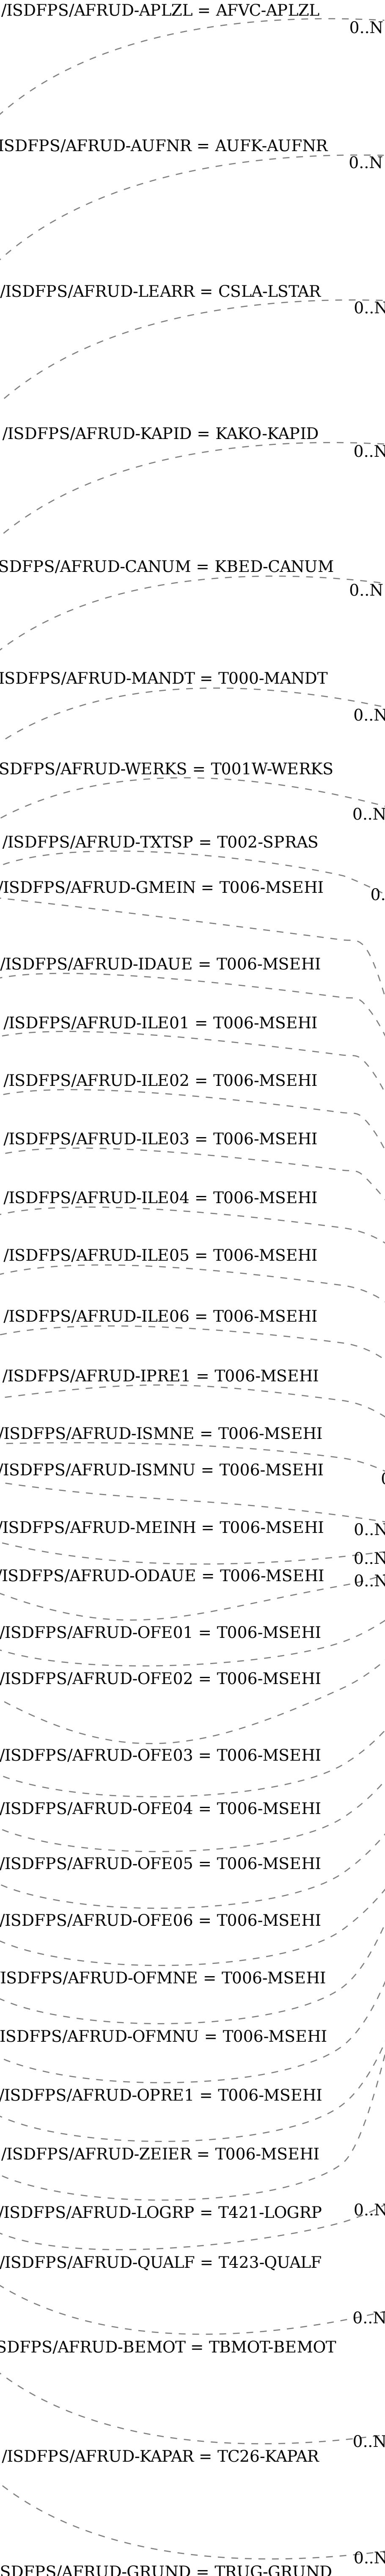 /ISDFPS/AFRUD-APLZL = AFVC-APLZL
0..N
ISDFPS/AFRUD-AUFNR = AUFK-AUFNR
0..N
/ISDFPS/AFRUD-LEARR = CSLA-LSTAR
0..N
/ISDFPS/AFRUD-KAPID = KAKO-KAPID
0..N
SDFPS/AFRUD-CANUM = KBED-CANUM
0..N
ISDFPS/AFRUD-MANDT = T000-MANDT
0..N
SDFPS/AFRUD-WERKS = T001W-WERKS
0..N
/ISDFPS/AFRUD-TXTSP = T002-SPRAS
/ISDFPS/AFRUD-GMEIN = T006-MSEHI
0..
/ISDFPS/AFRUD-IDAUE = T006-MSEHI
/ISDFPS/AFRUD-ILE01 = T006-MSEHI
/ISDFPS/AFRUD-ILE02 = T006-MSEHI
/ISDFPS/AFRUD-ILE03 = T006-MSEHI
/ISDFPS/AFRUD-ILE04 = T006-MSEHI
/ISDFPS/AFRUD-ILE05 = T006-MSEHI
/ISDFPS/AFRUD-ILE06 = T006-MSEHI
/ISDFPS/AFRUD-IPRE1 = T006-MSEHI
/ISDFPS/AFRUD-ISMNE = T006-MSEHI
/ISDFPS/AFRUD-ISMNU = T006-MSEHI
/ISDFPS/AFRUD-MEINH = T006-MSEHI
0..N
0..N
/ISDFPS/AFRUD-ODAUE = T006-MSEHI
0..N
/ISDFPS/AFRUD-OFE01 = T006-MSEHI
/ISDFPS/AFRUD-OFE02 = T006-MSEHI
/ISDFPS/AFRUD-OFE03 = T006-MSEHI
/ISDFPS/AFRUD-OFE04 = T006-MSEHI
/ISDFPS/AFRUD-OFE05 = T006-MSEHI
/ISDFPS/AFRUD-OFE06 = T006-MSEHI
ISDFPS/AFRUD-OFMNE = T006-MSEHI
ISDFPS/AFRUD-OFMNU = T006-MSEHI
/ISDFPS/AFRUD-OPRE1 = T006-MSEHI
/ISDFPS/AFRUD-ZEIER = T006-MSEHI
/ISDFPS/AFRUD-LOGRP = T421-LOGRP
0..N
/ISDFPS/AFRUD-QUALF = T423-QUALF
0..N
SDFPS/AFRUD-BEMOT = TBMOT-BEMOT
0..N
/ISDFPS/AFRUD-KAPAR = TC26-KAPAR
0..N
SDFPS/AFRUD-GRUND = TRUG-GRUND